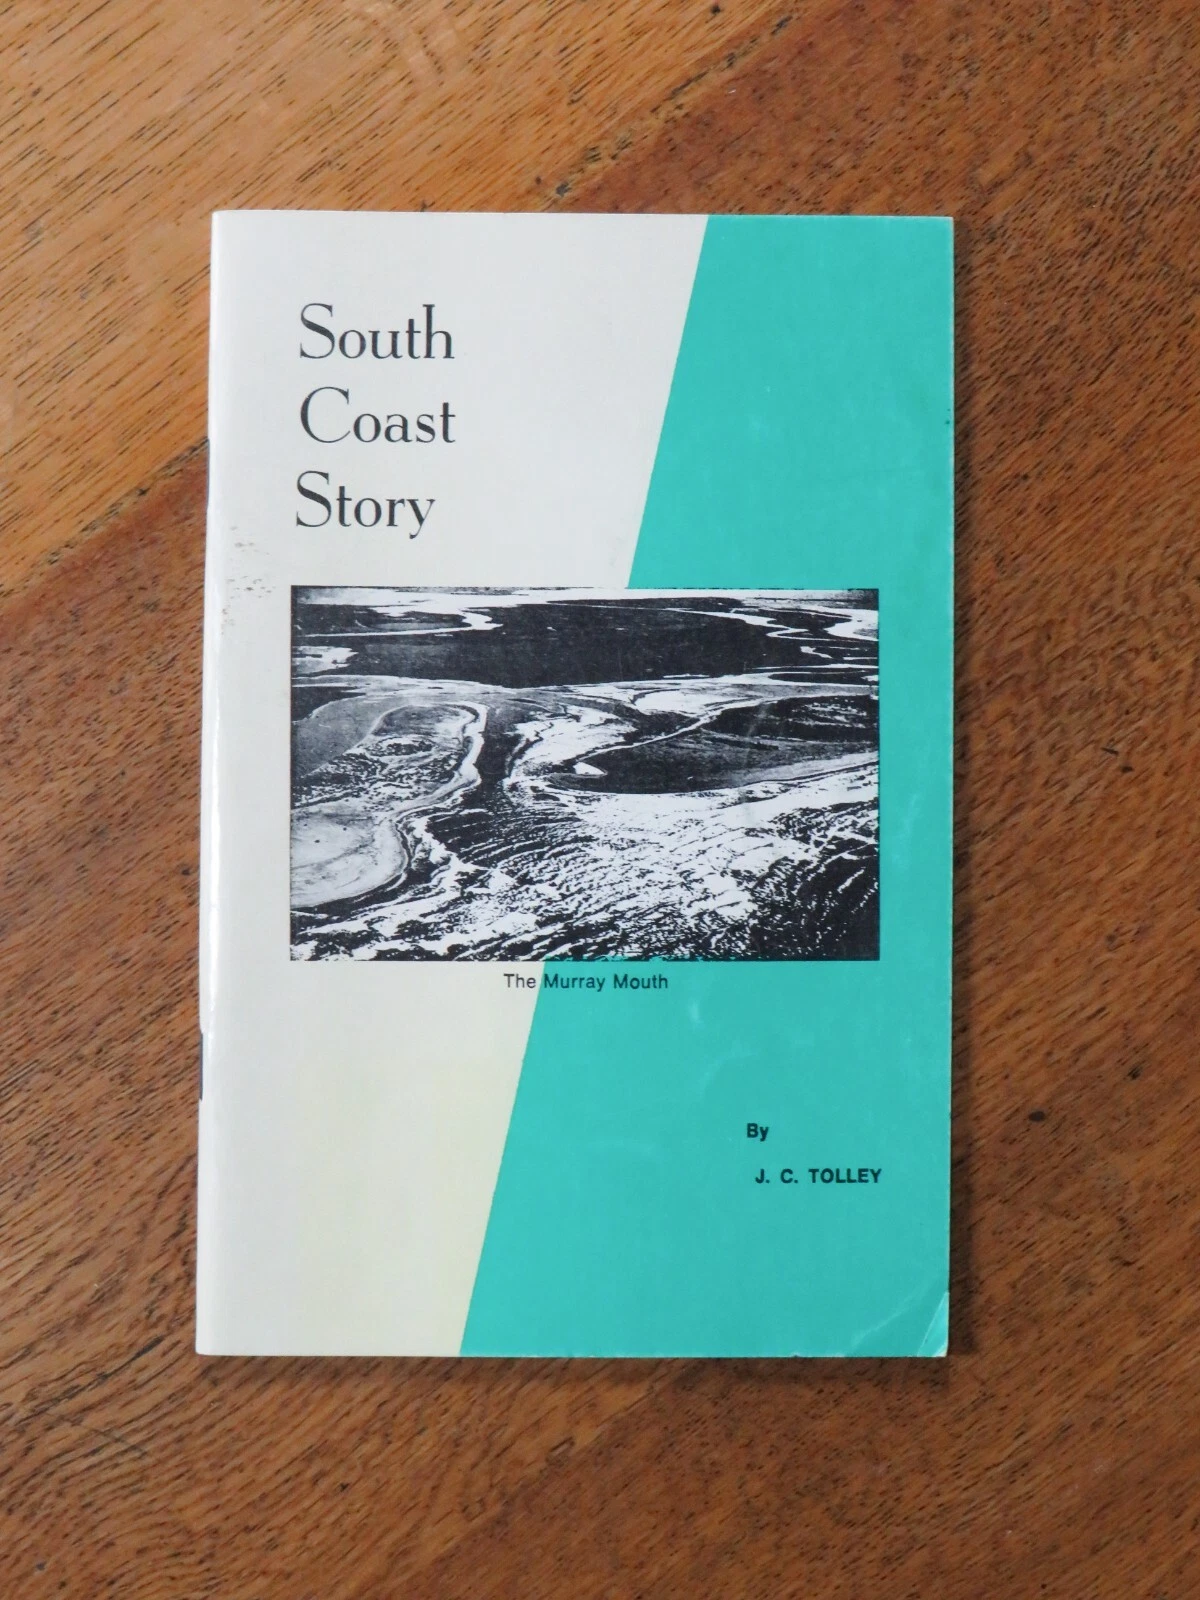 South
Coast
Story
The Murray Mouth
By
J. C. TOLLEY